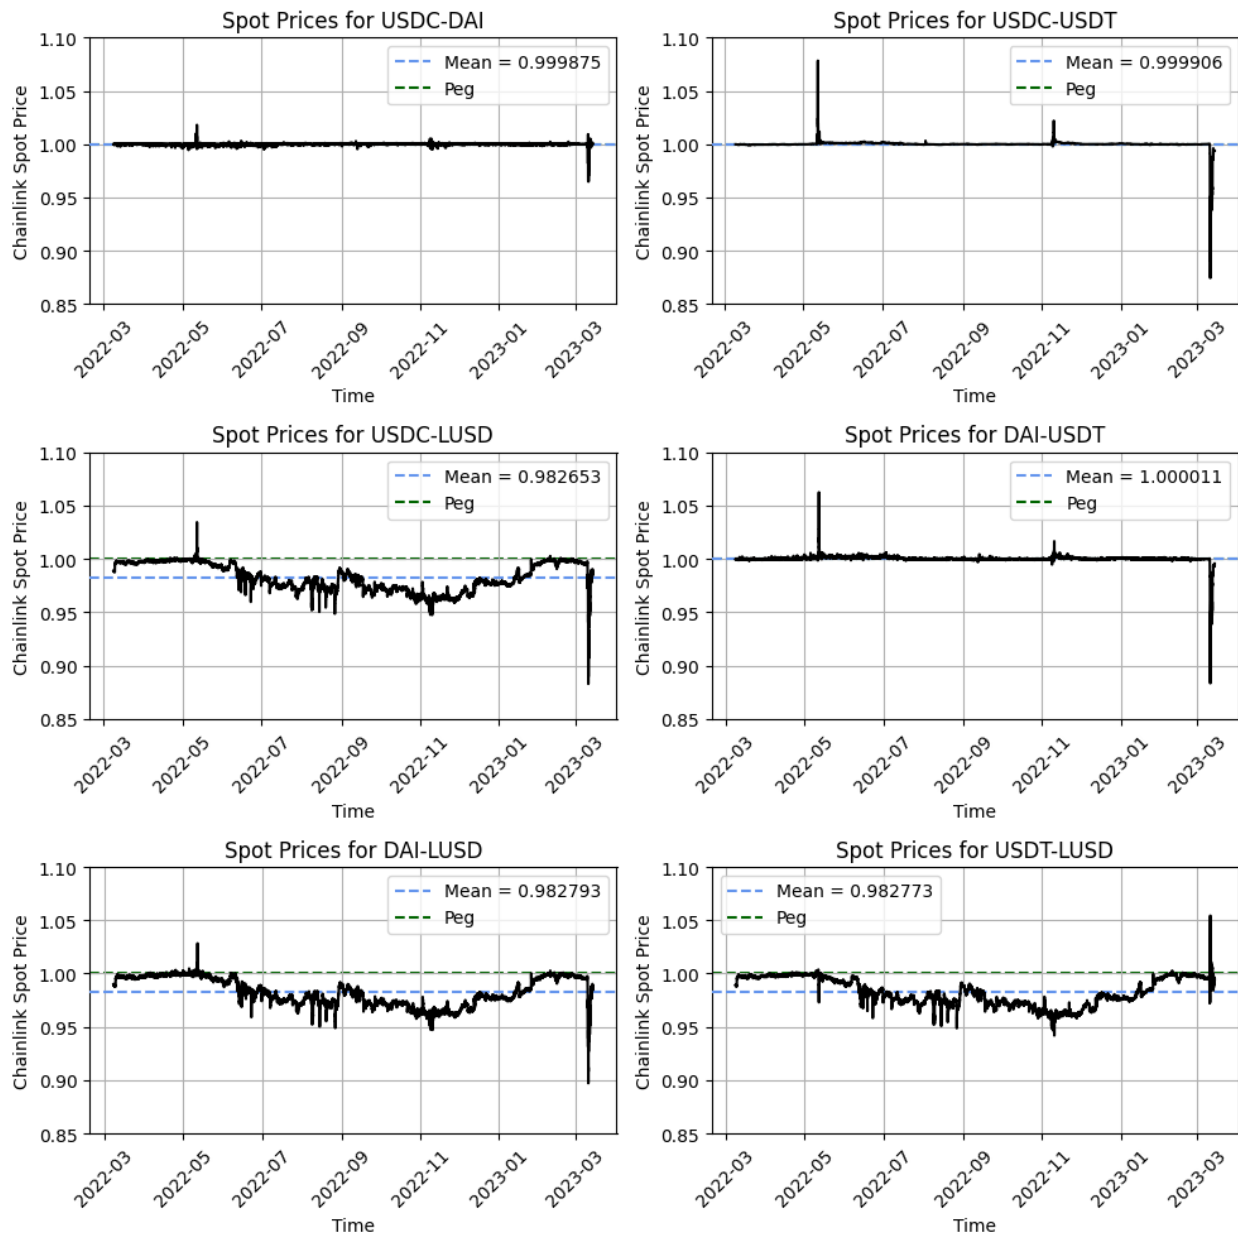 Spot Prices for USDC-DAI
Chainlink Spot Price
1.10
1.05
1.00
0.95
0.90
0.85
Mean = 0.999875
Peg
2022-03
2022-05
2022-07
2022-09
2022-11
2023-01
2023-03
Time
Spot Prices for USDC-USDT
Chainlink Spot Price
1.10
1.05
1.00
0.95
0.90
0.85
Mean = 0.999906
Peg
2022-03
2022-05
2022-07
2022-09
2022-11
2023-01
2023-03
Time
Spot Prices for USDC-LUSD
Chainlink Spot Price
1.10
1.05
1.00
0.95
0.90
0.85
Mean = 0.982653
Peg
2022-03
2022-05
2022-07
2022-09
2022-11
2023-01
2023-03
Time
Spot Prices for DAI-USDT
Chainlink Spot Price
1.10
1.05
1.00
0.95
0.90
0.85
Mean = 1.000011
Peg
2022-03
2022-05
2022-07
2022-09
2022-11
2023-01
2023-03
Time
Spot Prices for DAI-LUSD
Chainlink Spot Price
1.10
1.05
1.00
0.95
0.90
0.85
Mean = 0.982793
Peg
2022-03
2022-05
2022-07
2022-09
2022-11
2023-01
2023-03
Time
Spot Prices for USDT-LUSD
Chainlink Spot Price
1.10
1.05
1.00
0.95
0.90
0.85
Mean = 0.982773
Peg
2022-03
2022-05
2022-07
2022-09
2022-11
2023-01
2023-03
Time